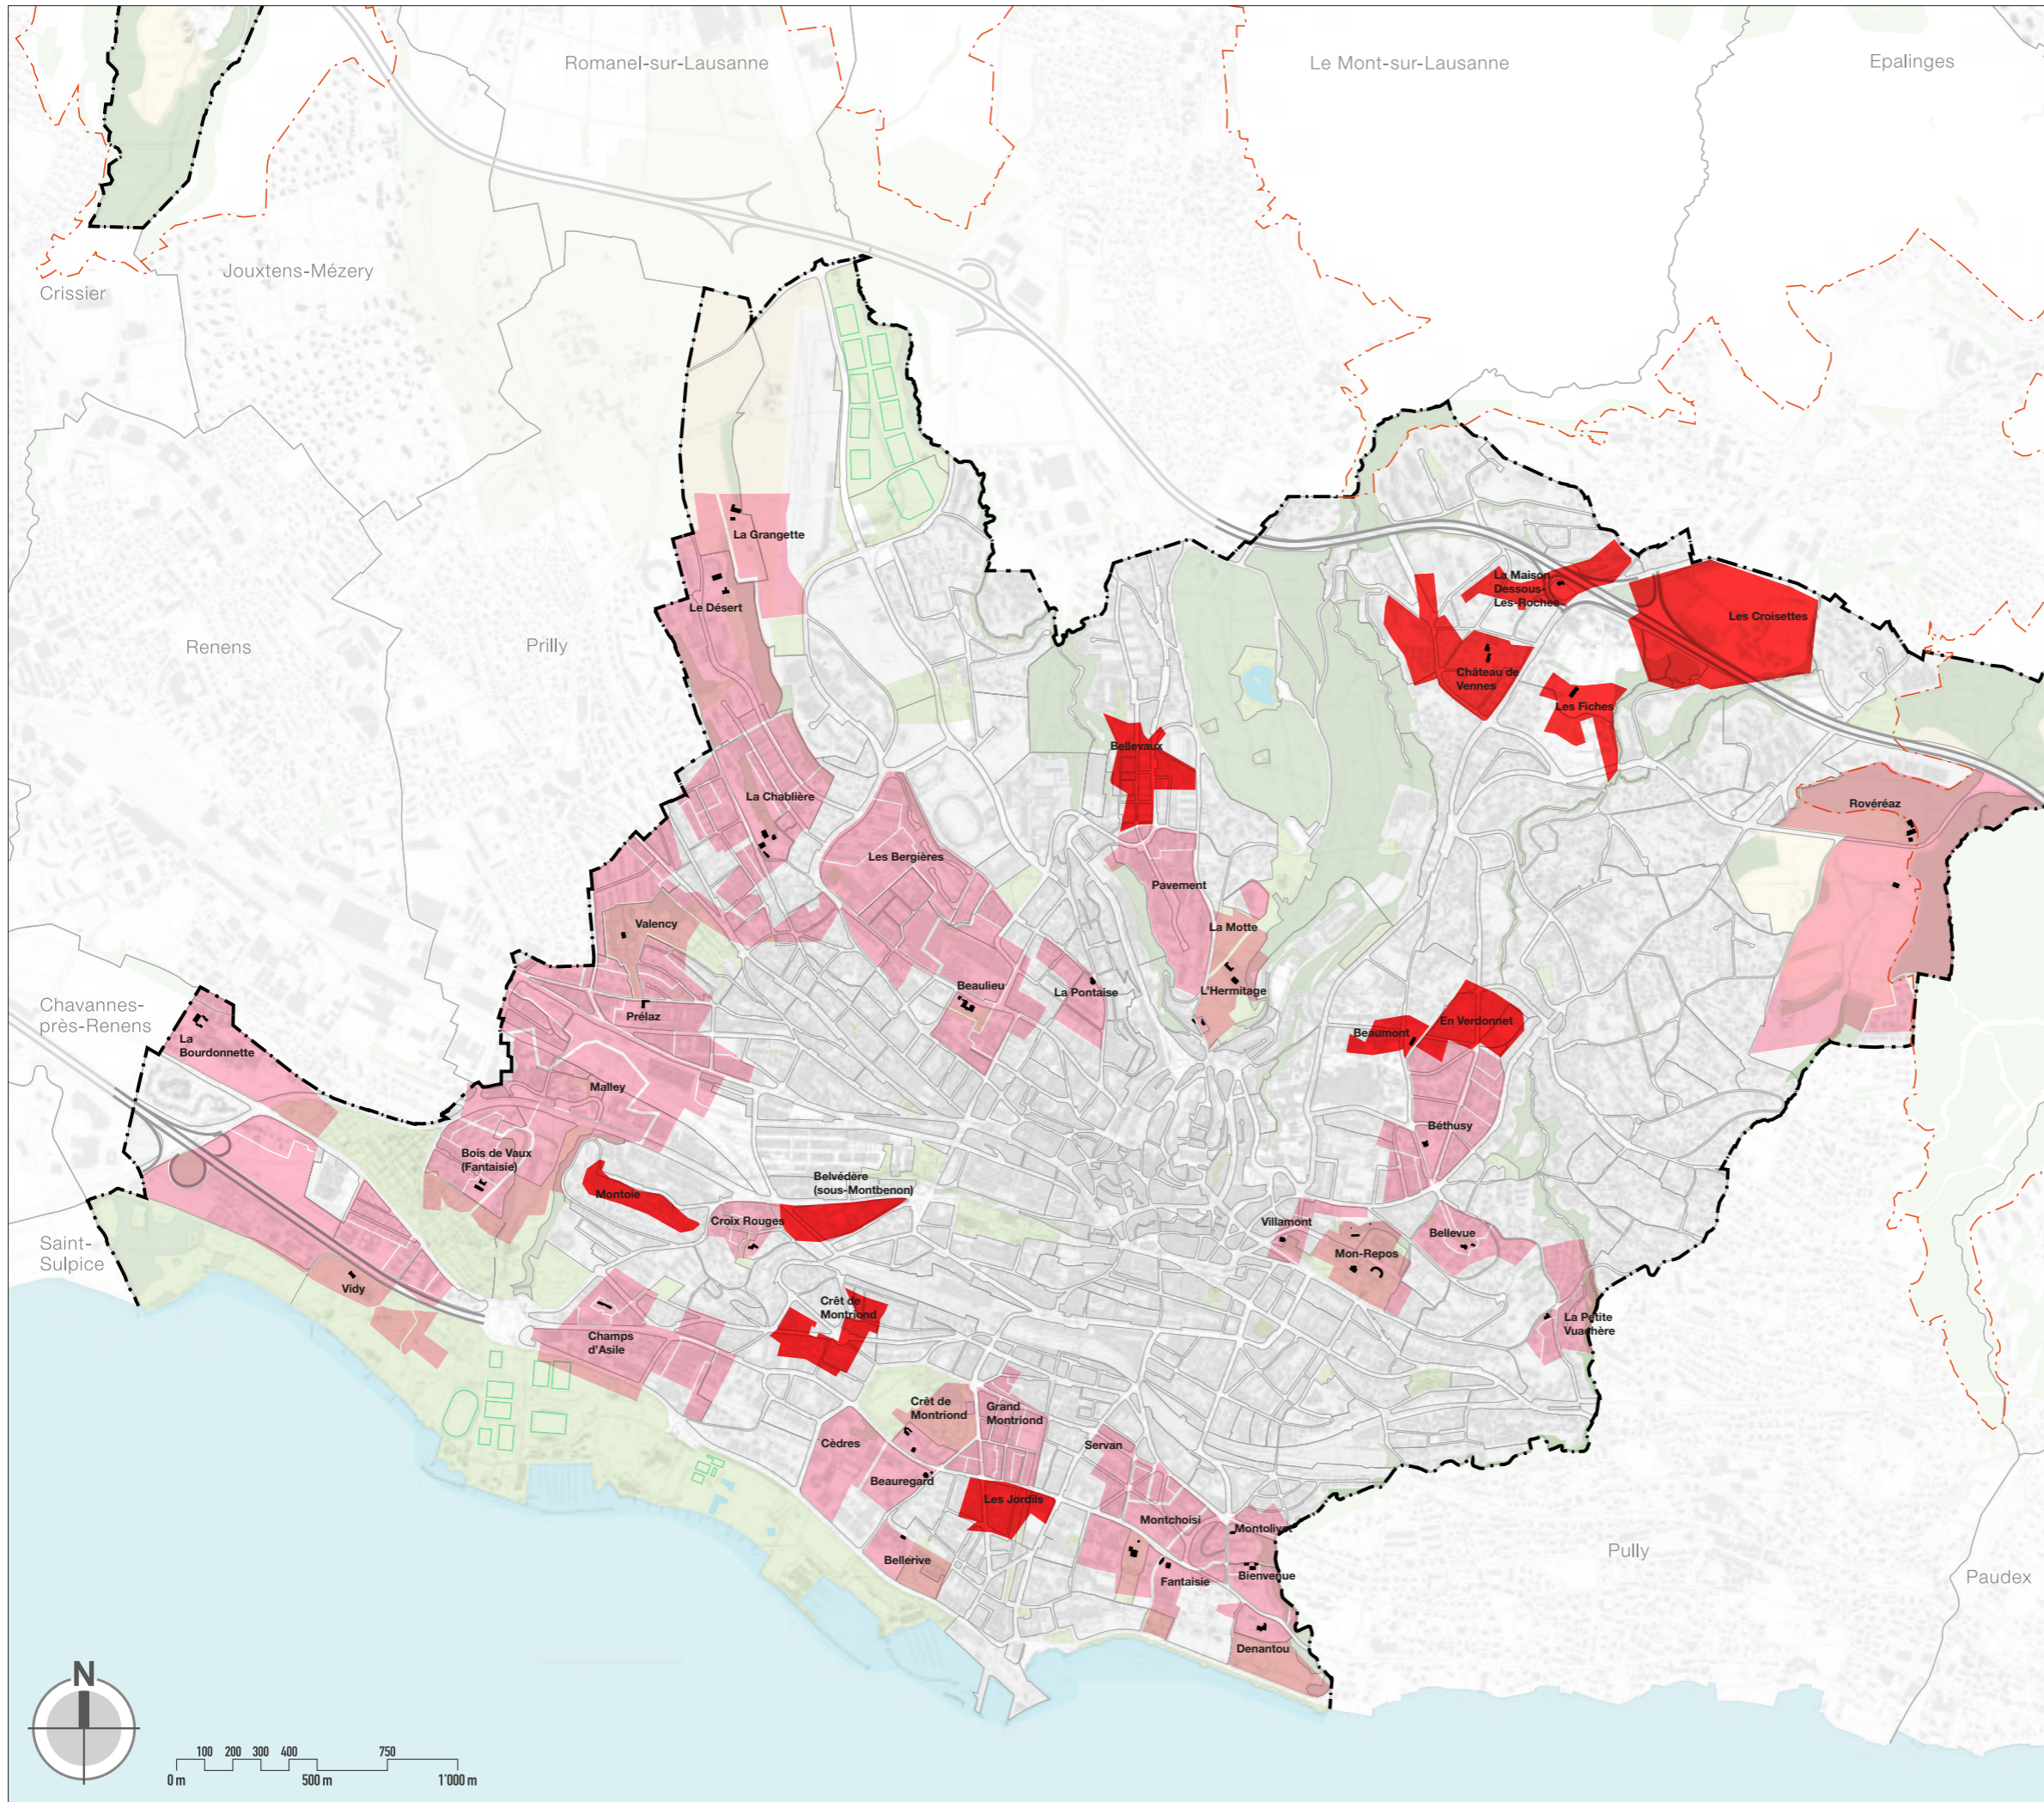 Romanel-sur-Lausanne
Le Mont-sur-Lausanne
Epalinges
Jouxtens-Mézery
Crissier
La Grangette
La Maison
Dessous-
Les-Roches
Le Désert
Les Croisettes
Renens
Prilly
Château de
Vennes
Les Fiches
Bellevaux
La Chablière
Rovéréaz
Les Bergières
Pavement
Valency
La Motte
Beaulieu
La Pontaise
L'Hermitage
Chavannes-
près-Renens
Prélaz
En Verdonnet
Beaumont
La
Bourdonnette
Malley
Béthusy
Bois de Vaux
(Fantaisie)
Belvédère
(sous-Montbenon)
Montoie
Croix Rouges
Villamont
Bellevue
Mon-Repos
Saint-
Sulpice
Vidy
Crêt de
Montriond
La Petite
Vuachère
Champs
d'Asile
Crêt de
Montriond
Grand
Montriond
Cèdres
Servan
Beauregard
Les Jordils
Montchoisi
Montolivet
Pully
Bellerive
Fantaisie
Bienvenue
Paudex
Denantou
N
100 200 300 400 750
0 m 500 m 1'000 m